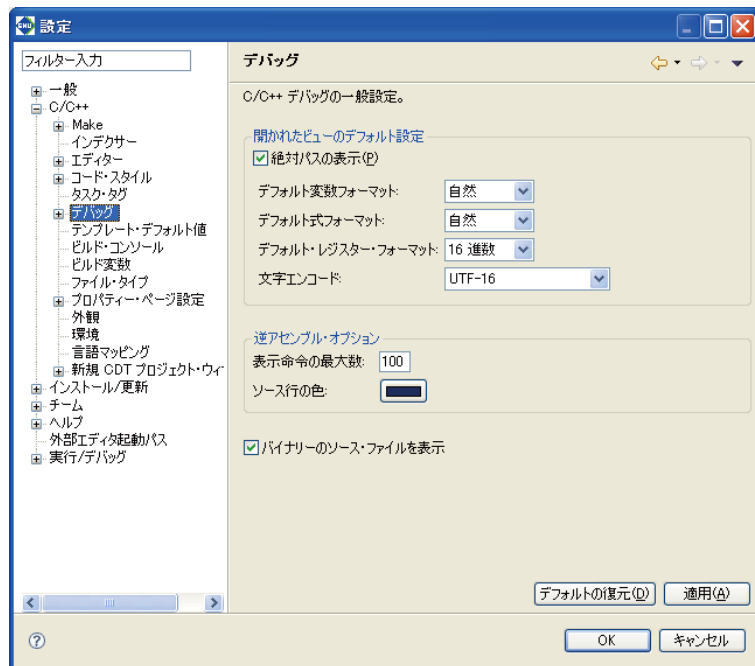 GNU 設定
フィルター入力
一般
C/C++
Make
インデクサー
エディター
コード・スタイル
タスク・タグ
デバッグ
テンプレート・デフォルト値
ビルド・コンソール
ビルド変数
ファイル・タイプ
プロパティー・ページ設定
外観
環境
言語マッピング
新規 CDT プロジェクト・ウィ
インストール/更新
チーム
ヘルプ
外部エディタ起動パス
実行/デバッグ
デバッグ
C/C++ デバッグの一般設定。
開かれたビューのデフォルト設定
絶対パスの表示(P)
デフォルト変数フォーマット: 自然
デフォルト式フォーマット: 自然
デフォルト・レジスター・フォーマット: 16 進数
文字エンコード: UTF-16
逆アセンブル・オプション
表示命令の最大数: 100
ソース行の色:
バイナリーのソース・ファイルを表示
デフォルトの復元(D) 適用(A)
OK キャンセル